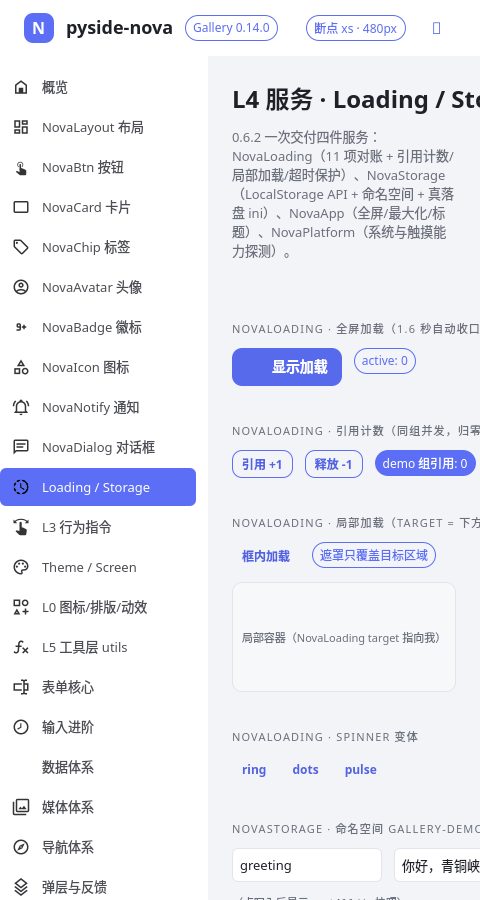 N pyside-nova Gallery 0.14.0 断点 xs · 480px
概览
NovaLayout 布局
NovaBtn 按钮
NovaCard 卡片
NovaChip 标签
NovaAvatar 头像
9+ NovaBadge 徽标
NovaIcon 图标
NovaNotify 通知
NovaDialog 对话框
Loading / Storage
L3 行为指令
Theme / Screen
L0 图标/排版/动效
L5 工具层 utils
表单核心
输入进阶
数据体系
媒体体系
导航体系
弹层与反馈
L4 服务 · Loading / Sto
0.6.2 一次交付四件服务：
NovaLoading（11 项对账 + 引用计数/
局部加载/超时保护）、NovaStorage
（LocalStorage API + 命名空间 + 真落
盘 ini）、NovaApp（全屏/最大化/标
题）、NovaPlatform（系统与触摸能
力探测）。
NOVALOADING · 全屏加载（1.6 秒自动收口
显示加载 active: 0
NOVALOADING · 引用计数（同组并发，归零
引用 +1 释放 -1 demo 组引用: 0
NOVALOADING · 局部加载（TARGET = 下方
框内加载 遮罩只覆盖目标区域
局部容器（NovaLoading target 指向我）
NOVALOADING · SPINNER 变体
ring dots pulse
NOVASTORAGE · 命名空间 GALLERY-DEMO
greeting 你好，青铜峡